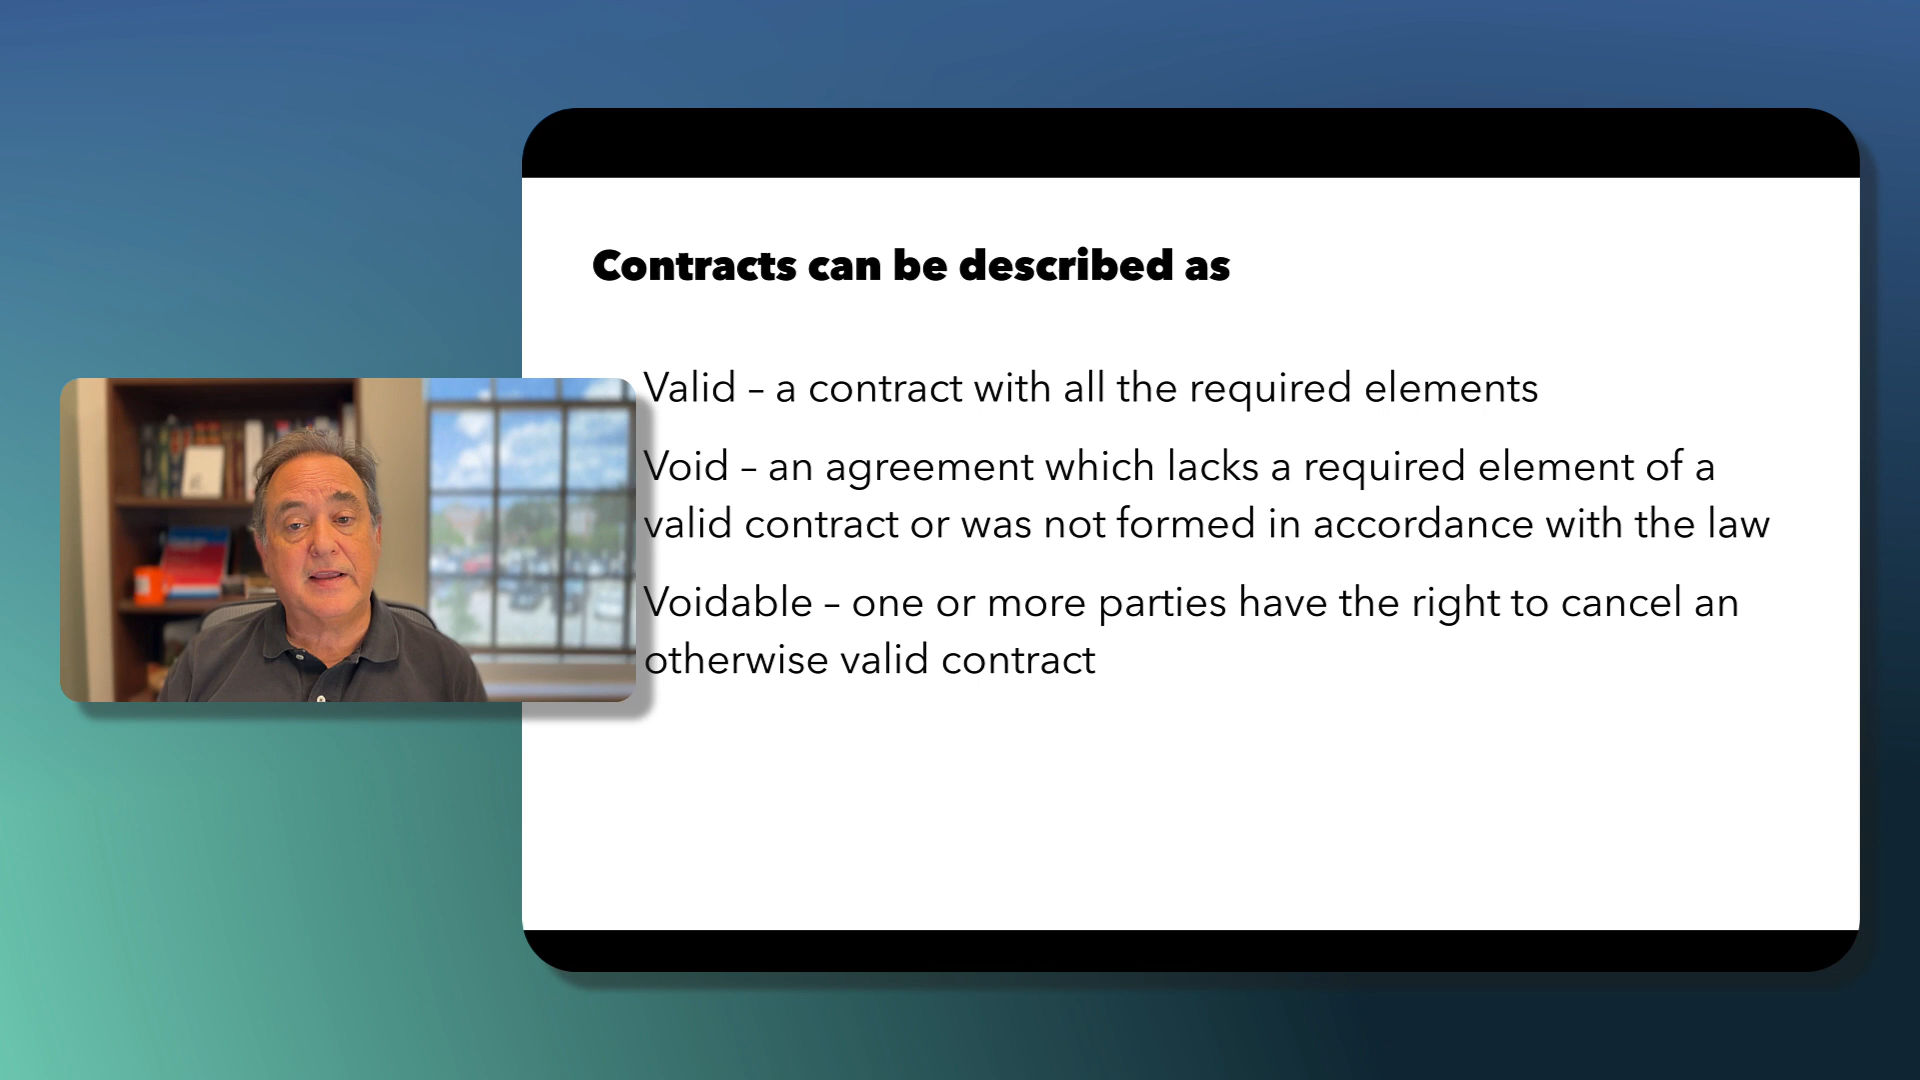 Contracts can be described as
Valid – a contract with all the required elements
Void – an agreement which lacks a required element of a
valid contract or was not formed in accordance with the law
Voidable – one or more parties have the right to cancel an
otherwise valid contract